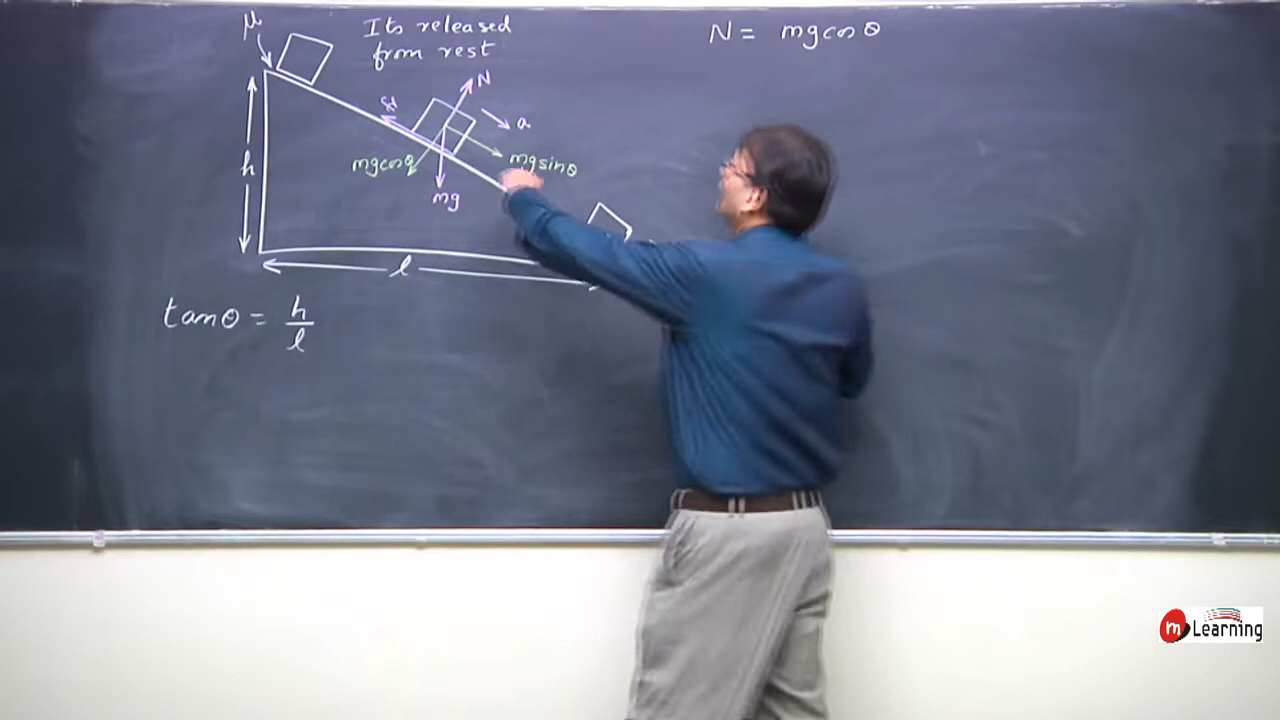 μ
Its released
from rest
N = mg cos θ
N
a
h
mg cos θ
mg sin θ
mg
l
tan θ = h
l
m Learning